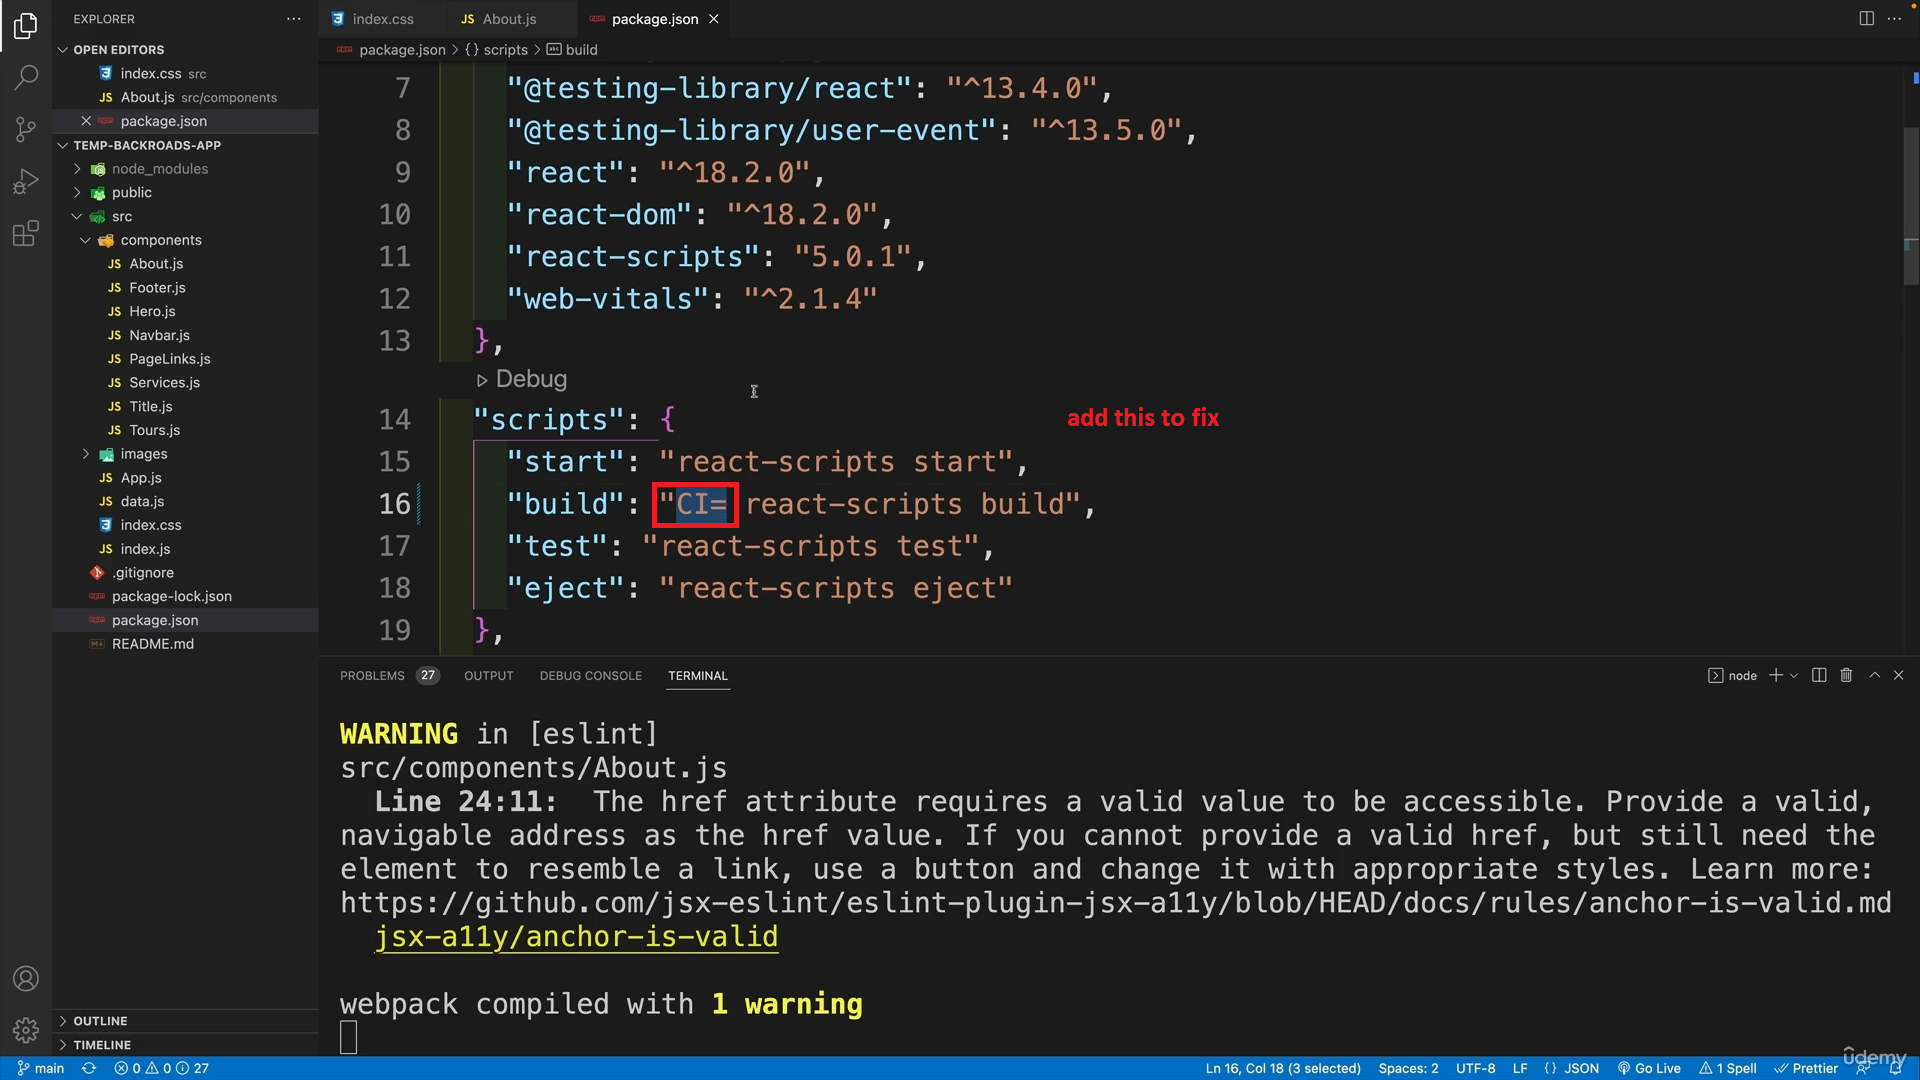 EXPLORER
index.css
About.js
package.json
OPEN EDITORS
index.css src
About.js src/components
package.json
TEMP-BACKROADS-APP
node_modules
public
src
components
JS About.js
JS Footer.js
JS Hero.js
JS Navbar.js
JS PageLinks.js
JS Services.js
JS Title.js
JS Tours.js
images
JS App.js
JS data.js
index.css
JS index.js
.gitignore
package-lock.json
package.json
README.md
OUTLINE
TIMELINE
package.json > {} scripts > abc build
7 "@testing-library/react": "^13.4.0",
8 "@testing-library/user-event": "^13.5.0",
9 "react": "^18.2.0",
10 "react-dom": "^18.2.0",
11 "react-scripts": "5.0.1",
12 "web-vitals": "^2.1.4"
13 },
Debug
14 "scripts": {
add this to fix
15 "start": "react-scripts start",
16 "build": "CI= react-scripts build",
17 "test": "react-scripts test",
18 "eject": "react-scripts eject"
19 },
PROBLEMS 27 OUTPUT DEBUG CONSOLE TERMINAL
node
WARNING in [eslint]
src/components/About.js
Line 24:11: The href attribute requires a valid value to be accessible. Provide a valid,
navigable address as the href value. If you cannot provide a valid href, but still need the
element to resemble a link, use a button and change it with appropriate styles. Learn more:
https://github.com/jsx-eslint/eslint-plugin-jsx-a11y/blob/HEAD/docs/rules/anchor-is-valid.md
jsx-a11y/anchor-is-valid
webpack compiled with 1 warning
main 0 0 27 Ln 16, Col 18 (3 selected) Spaces: 2 UTF-8 LF {} JSON Go Live 1 Spell Prettier
udemy